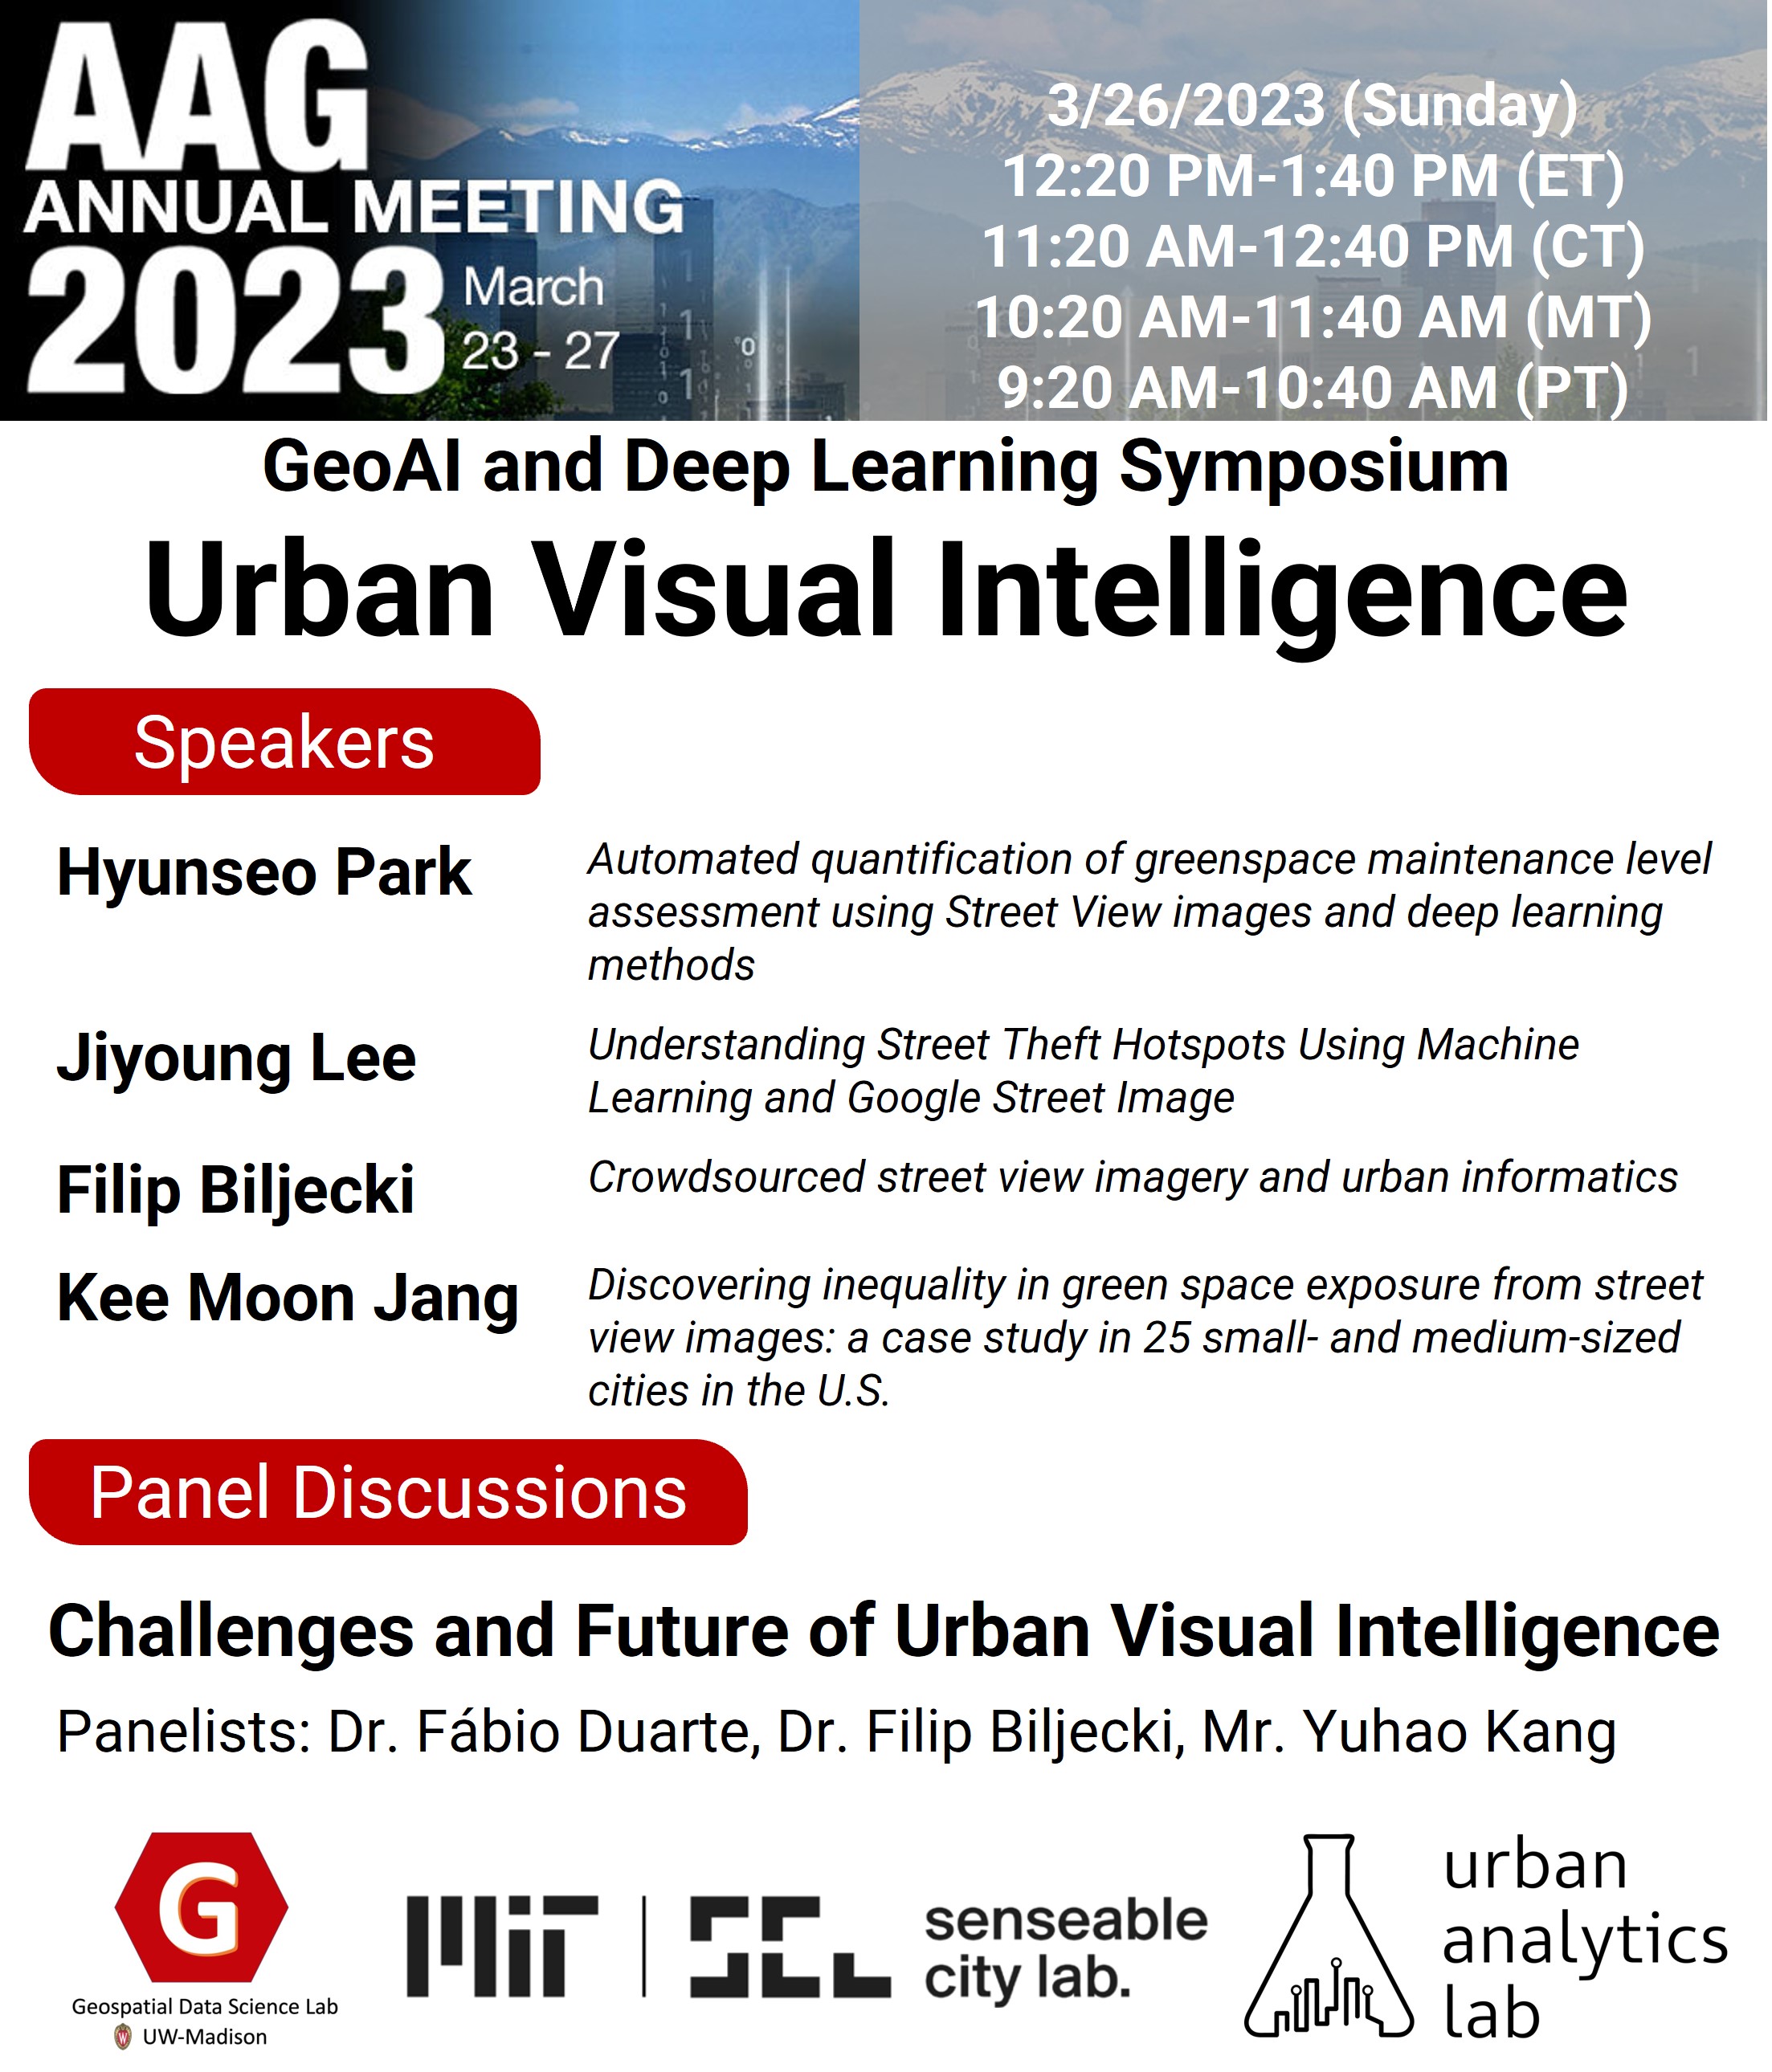 AAG
ANNUAL MEETING
2023 March
23 - 27
3/26/2023 (Sunday)
12:20 PM-1:40 PM (ET)
11:20 AM-12:40 PM (CT)
10:20 AM-11:40 AM (MT)
9:20 AM-10:40 AM (PT)
GeoAI and Deep Learning Symposium
Urban Visual Intelligence
Speakers
Hyunseo Park
Automated quantification of greenspace maintenance level
assessment using Street View images and deep learning
methods
Jiyoung Lee
Understanding Street Theft Hotspots Using Machine
Learning and Google Street Image
Filip Biljecki
Crowdsourced street view imagery and urban informatics
Kee Moon Jang
Discovering inequality in green space exposure from street
view images: a case study in 25 small- and medium-sized
cities in the U.S.
Panel Discussions
Challenges and Future of Urban Visual Intelligence
Panelists: Dr. Fábio Duarte, Dr. Filip Biljecki, Mr. Yuhao Kang
G
Geospatial Data Science Lab
W UW-Madison
MIT | SCL
senseable
city lab.
urban
analytics
lab